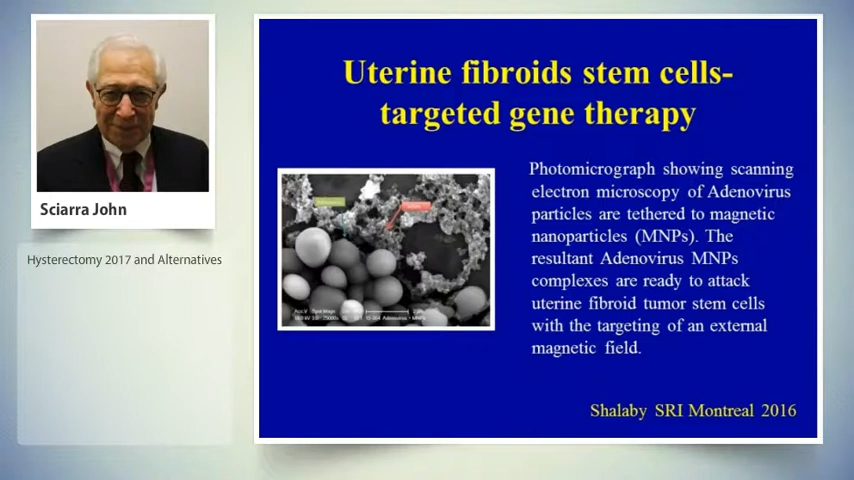 Sciarra John
Hysterectomy 2017 and Alternatives
Uterine fibroids stem cells-
targeted gene therapy
Photomicrograph showing scanning
electron microscopy of Adenovirus
particles are tethered to magnetic
nanoparticles (MNPs). The
resultant Adenovirus MNPs
complexes are ready to attack
uterine fibroid tumor stem cells
with the targeting of an external
magnetic field.
Shalaby SRI Montreal 2016